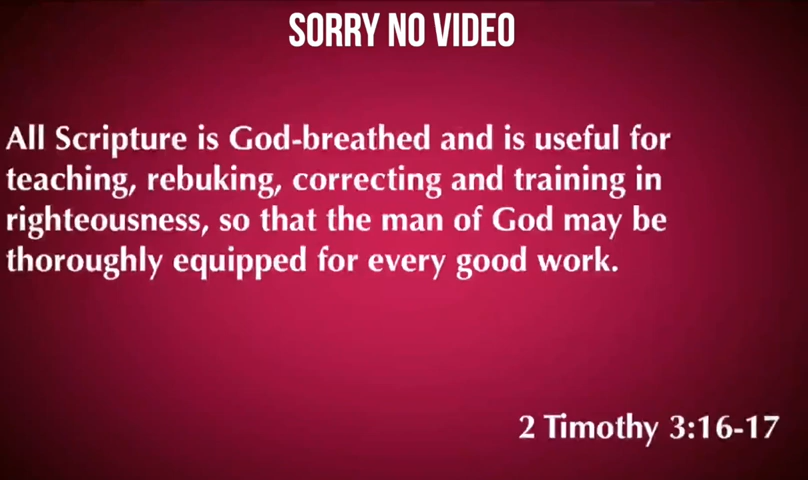 SORRY NO VIDEO
All Scripture is God-breathed and is useful for
teaching, rebuking, correcting and training in
righteousness, so that the man of God may be
thoroughly equipped for every good work.
2 Timothy 3:16-17